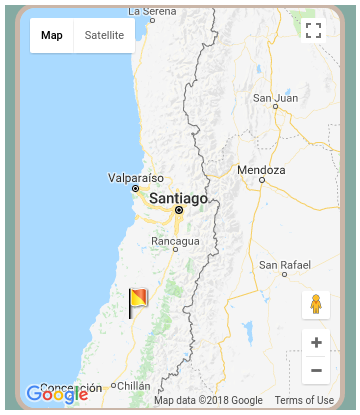 La Serena
Map Satellite
San Juan
Valparaíso
Mendoza
Santiago
Rancagua
San Rafael
+
−
Concepción
Chillán
Google
Map data ©2018 Google Terms of Use